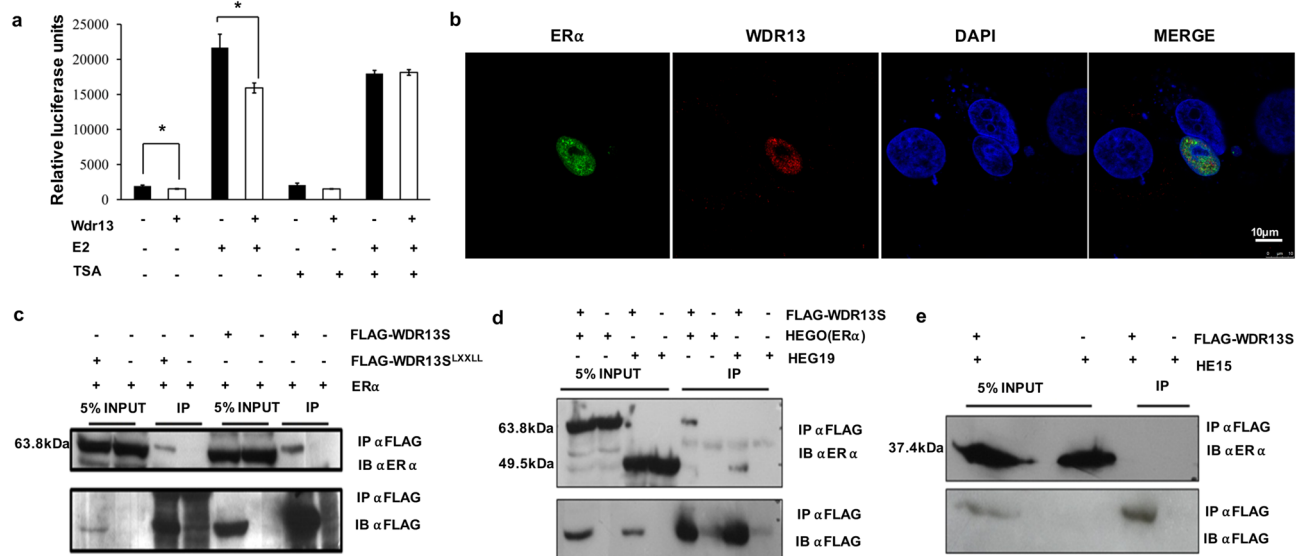 a
Relative luciferase units
25000
20000
15000
10000
5000
0
*
*
Wdr13 - + - + - + - +
E2 - - + + - - + +
TSA - - - - + + + +
b
ERα WDR13 DAPI MERGE
10μm
c
- - - - + - + - FLAG-WDR13S
+ - + - - - - - FLAG-WDR13S^LXXLL
+ + + + + + + + ERα
5% INPUT IP 5% INPUT IP
63.8kDa
IP αFLAG
IB αER α
IP αFLAG
IB αFLAG
d
+ - + - + - + - FLAG-WDR13S
+ + - - + + - - HEGO(ERα)
- - + + - - + + HEG19
5% INPUT IP
63.8kDa
49.5kDa
IP αFLAG
IB αERα
IP αFLAG
IB αFLAG
e
+ - + - FLAG-WDR13S
+ + + + HE15
5% INPUT IP
37.4kDa
IP αFLAG
IB αERα
IP αFLAG
IB αFLAG